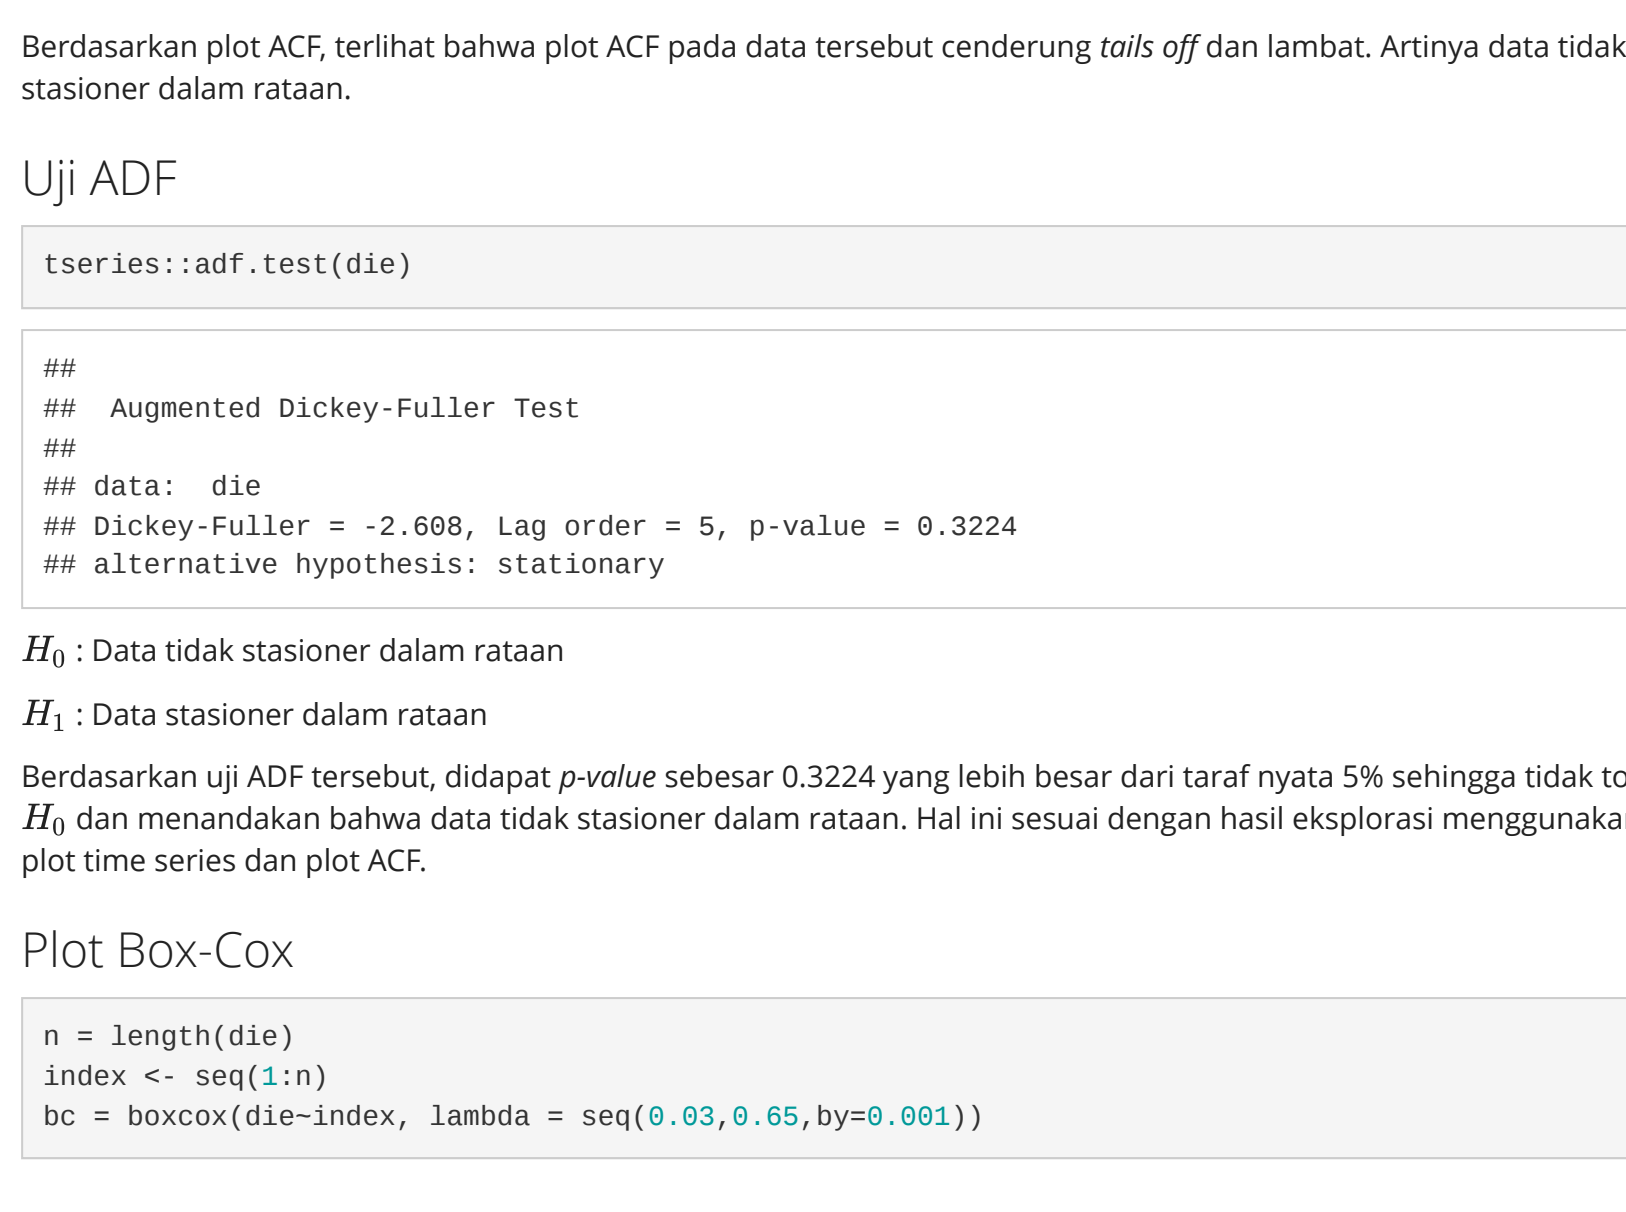 Berdasarkan plot ACF, terlihat bahwa plot ACF pada data tersebut cenderung tails off dan lambat. Artinya data tidak
stasioner dalam rataan.
Uji ADF
tseries::adf.test(die)
##
##  Augmented Dickey-Fuller Test
##
## data:  die
## Dickey-Fuller = -2.608, Lag order = 5, p-value = 0.3224
## alternative hypothesis: stationary
H0 : Data tidak stasioner dalam rataan
H1 : Data stasioner dalam rataan
Berdasarkan uji ADF tersebut, didapat p-value sebesar 0.3224 yang lebih besar dari taraf nyata 5% sehingga tidak
H0 dan menandakan bahwa data tidak stasioner dalam rataan. Hal ini sesuai dengan hasil eksplorasi
plot time series dan plot ACF.
Plot Box-Cox
n = length(die)
index <- seq(1:n)
bc = boxcox(die~index, lambda = seq(0.03,0.65,by=0.001))